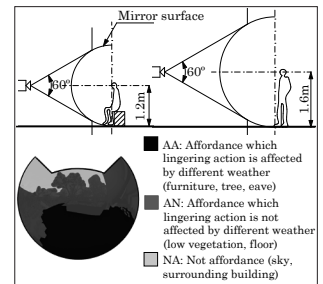 Mirror surface
60°
1.2m
60°
1.6m
AA: Affordance which
lingering action is affected
by different weather
(furniture, tree, eave)
AN: Affordance which
lingering action is not
affected by different weather
(low vegetation, floor)
NA: Not affordance (sky,
surrounding building)